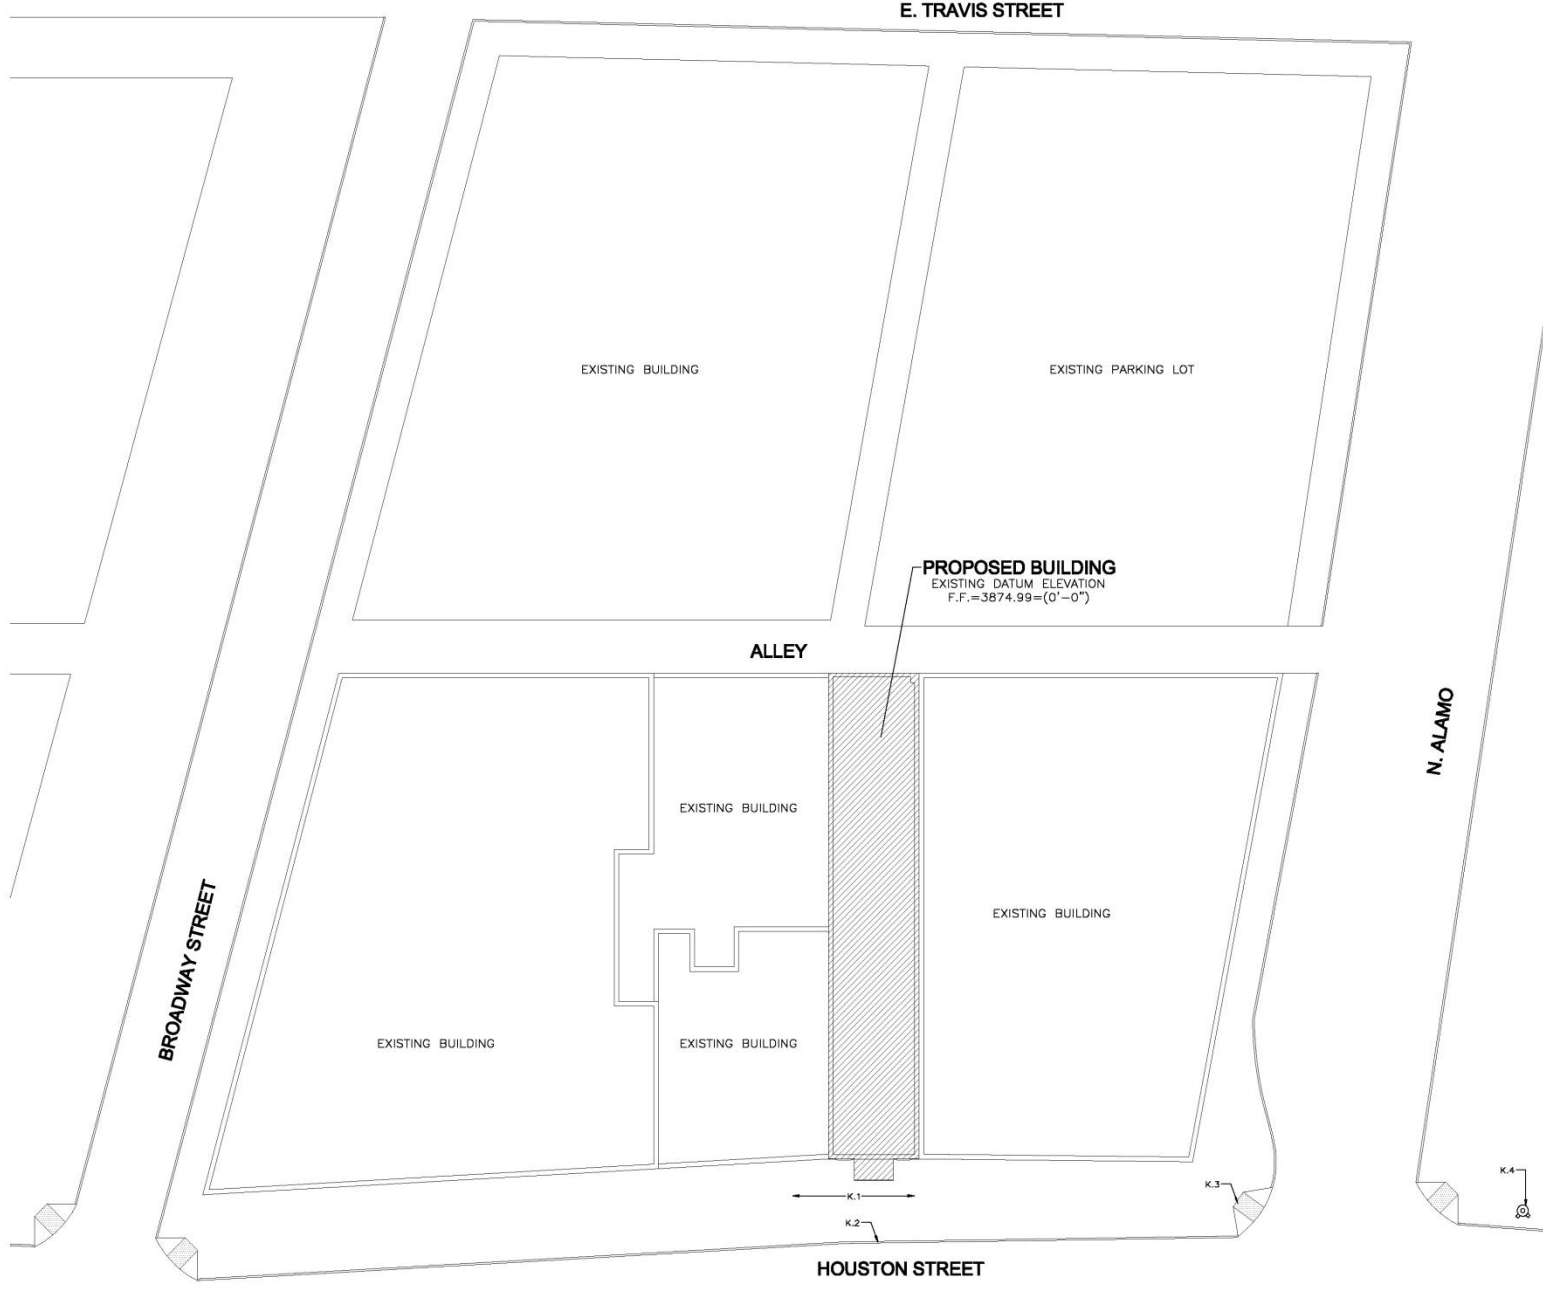 E. TRAVIS STREET
EXISTING BUILDING
EXISTING PARKING LOT
PROPOSED BUILDING
EXISTING DATUM ELEVATION
F.F.=3874.99=(0'-0")
ALLEY
N. ALAMO
EXISTING BUILDING
EXISTING BUILDING
BROADWAY STREET
EXISTING BUILDING
EXISTING BUILDING
K.4
K.3
K.1
K.2
HOUSTON STREET